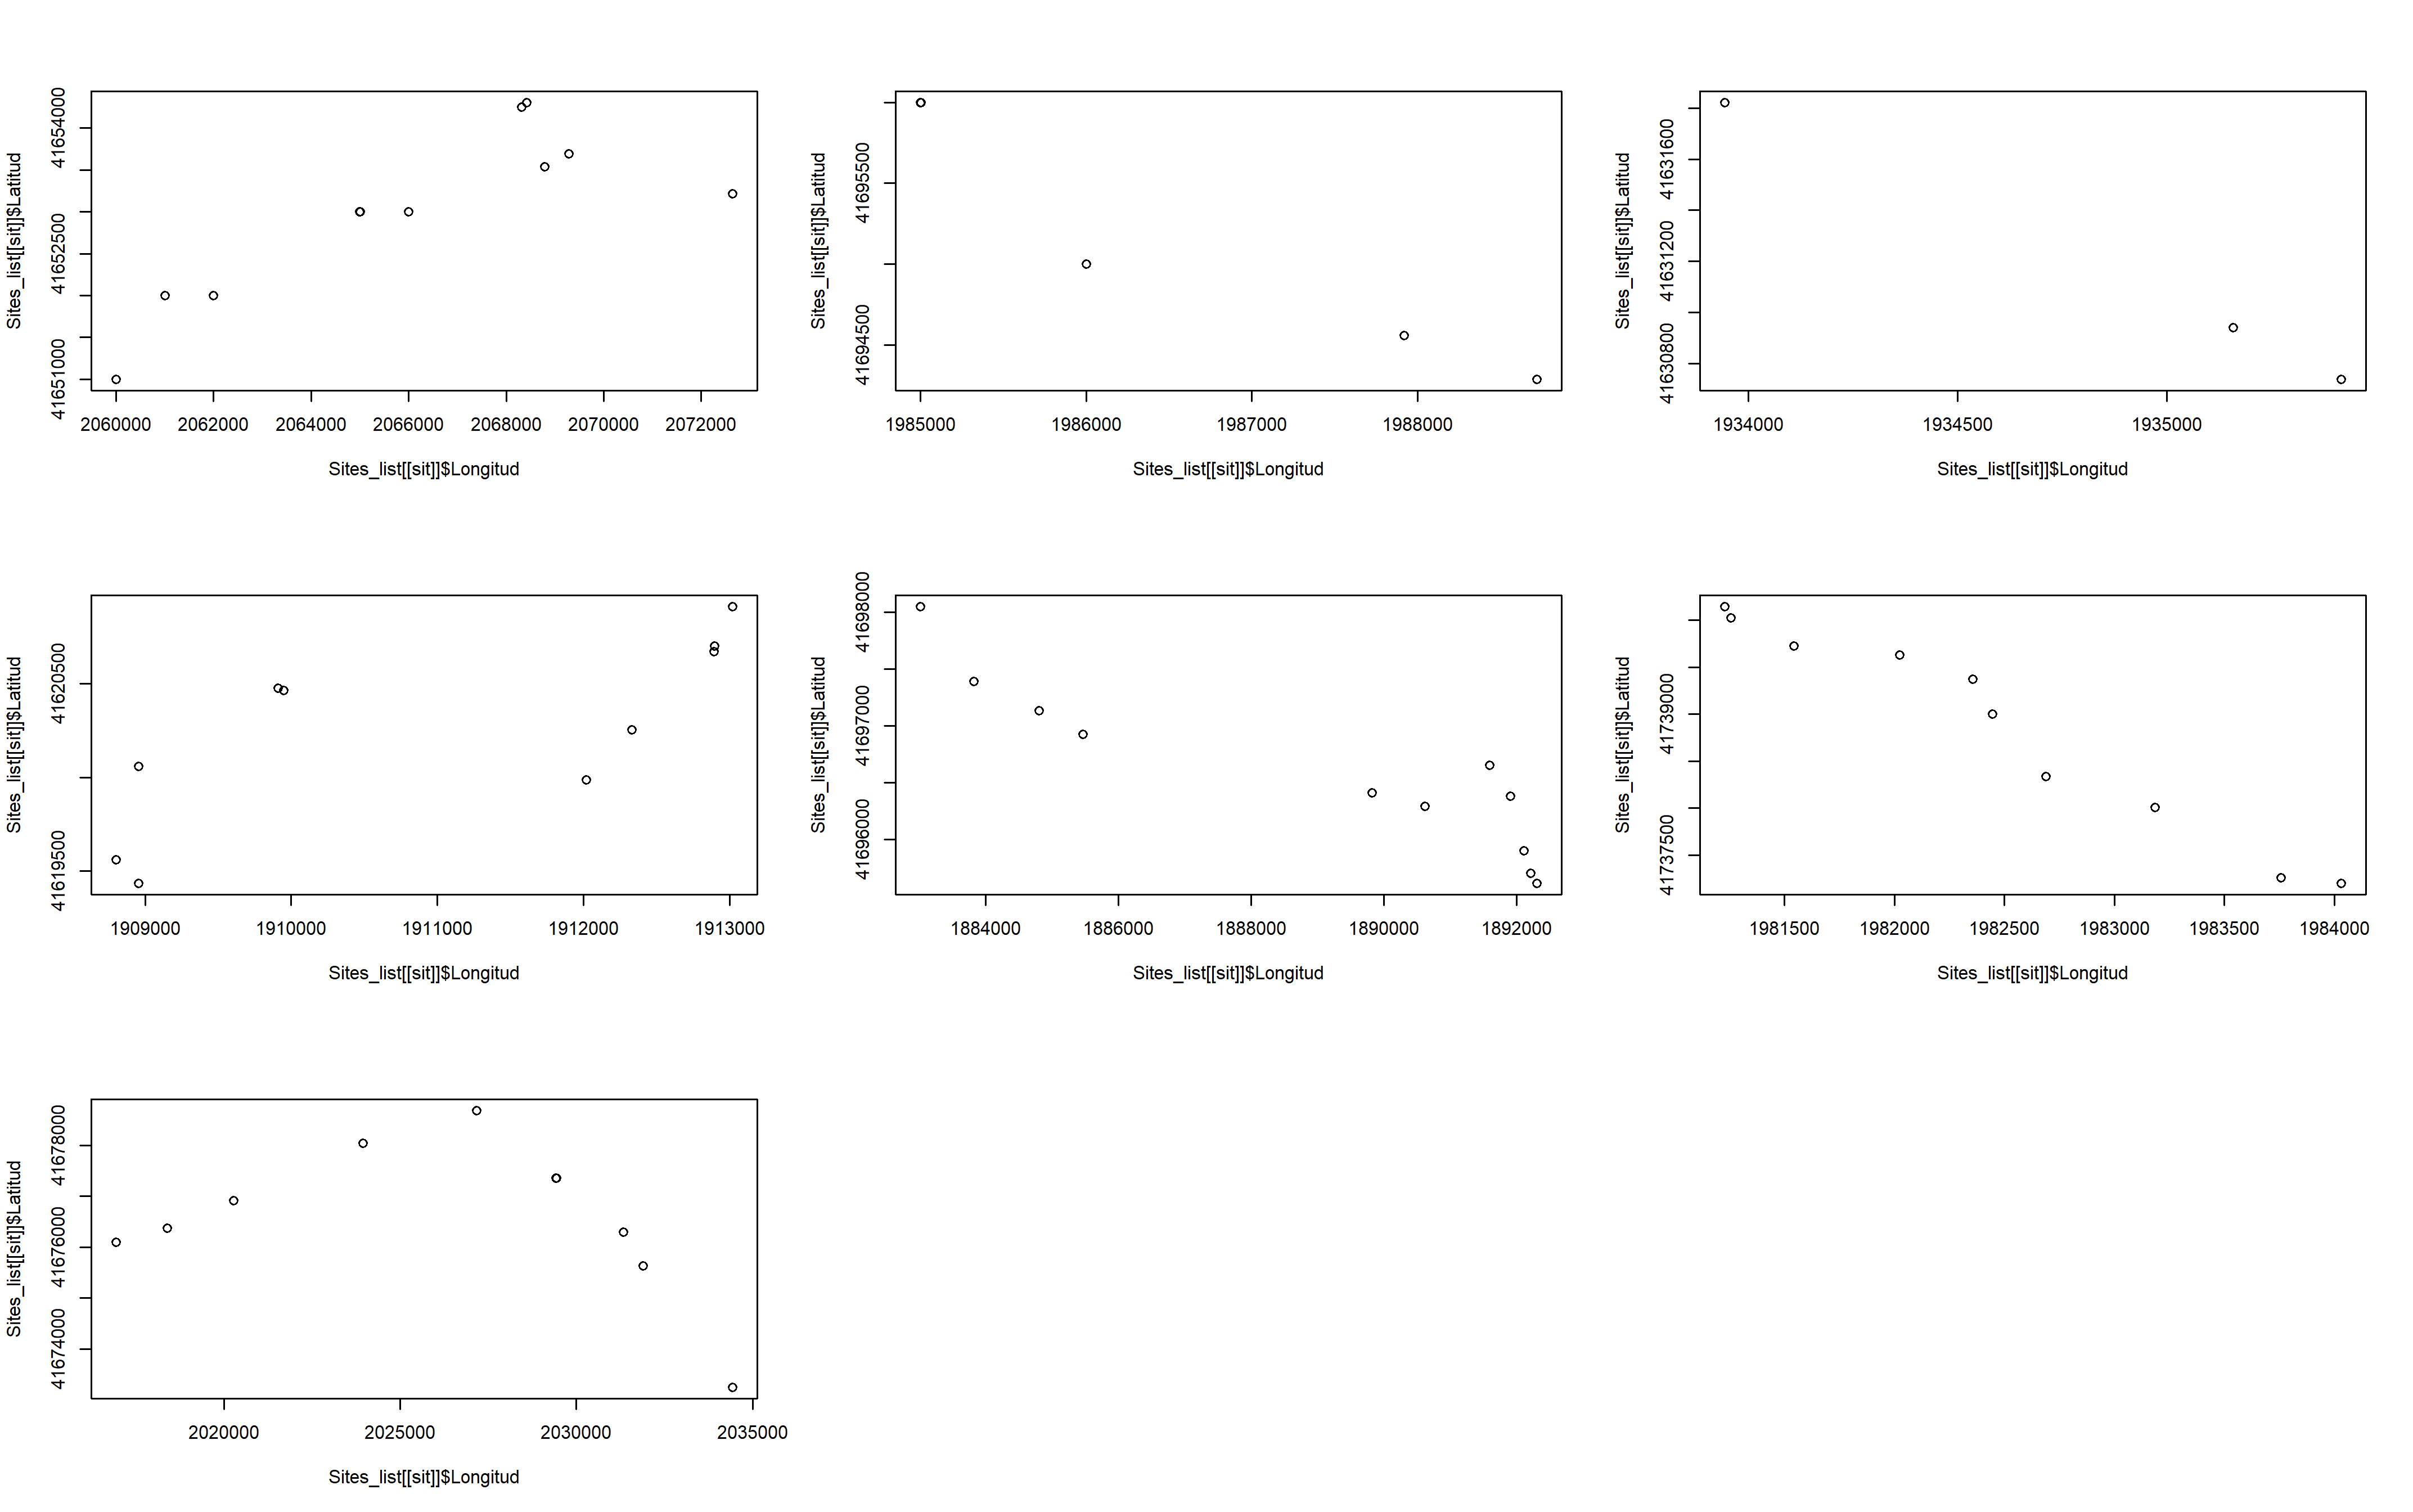 Sites_list[[sit]]$Latitud
41654000
41652500
41651000
2060000 2062000 2064000 2066000 2068000 2070000 2072000
Sites_list[[sit]]$Longitud
Sites_list[[sit]]$Latitud
41695500
41694500
1985000 1986000 1987000 1988000
Sites_list[[sit]]$Longitud
Sites_list[[sit]]$Latitud
41631600
41631200
41630800
1934000 1934500 1935000
Sites_list[[sit]]$Longitud
Sites_list[[sit]]$Latitud
41620500
41619500
1909000 1910000 1911000 1912000 1913000
Sites_list[[sit]]$Longitud
Sites_list[[sit]]$Latitud
41698000
41697000
41696000
1884000 1886000 1888000 1890000 1892000
Sites_list[[sit]]$Longitud
Sites_list[[sit]]$Latitud
41739000
41737500
1981500 1982000 1982500 1983000 1983500 1984000
Sites_list[[sit]]$Longitud
Sites_list[[sit]]$Latitud
41678000
41676000
41674000
2020000 2025000 2030000 2035000
Sites_list[[sit]]$Longitud